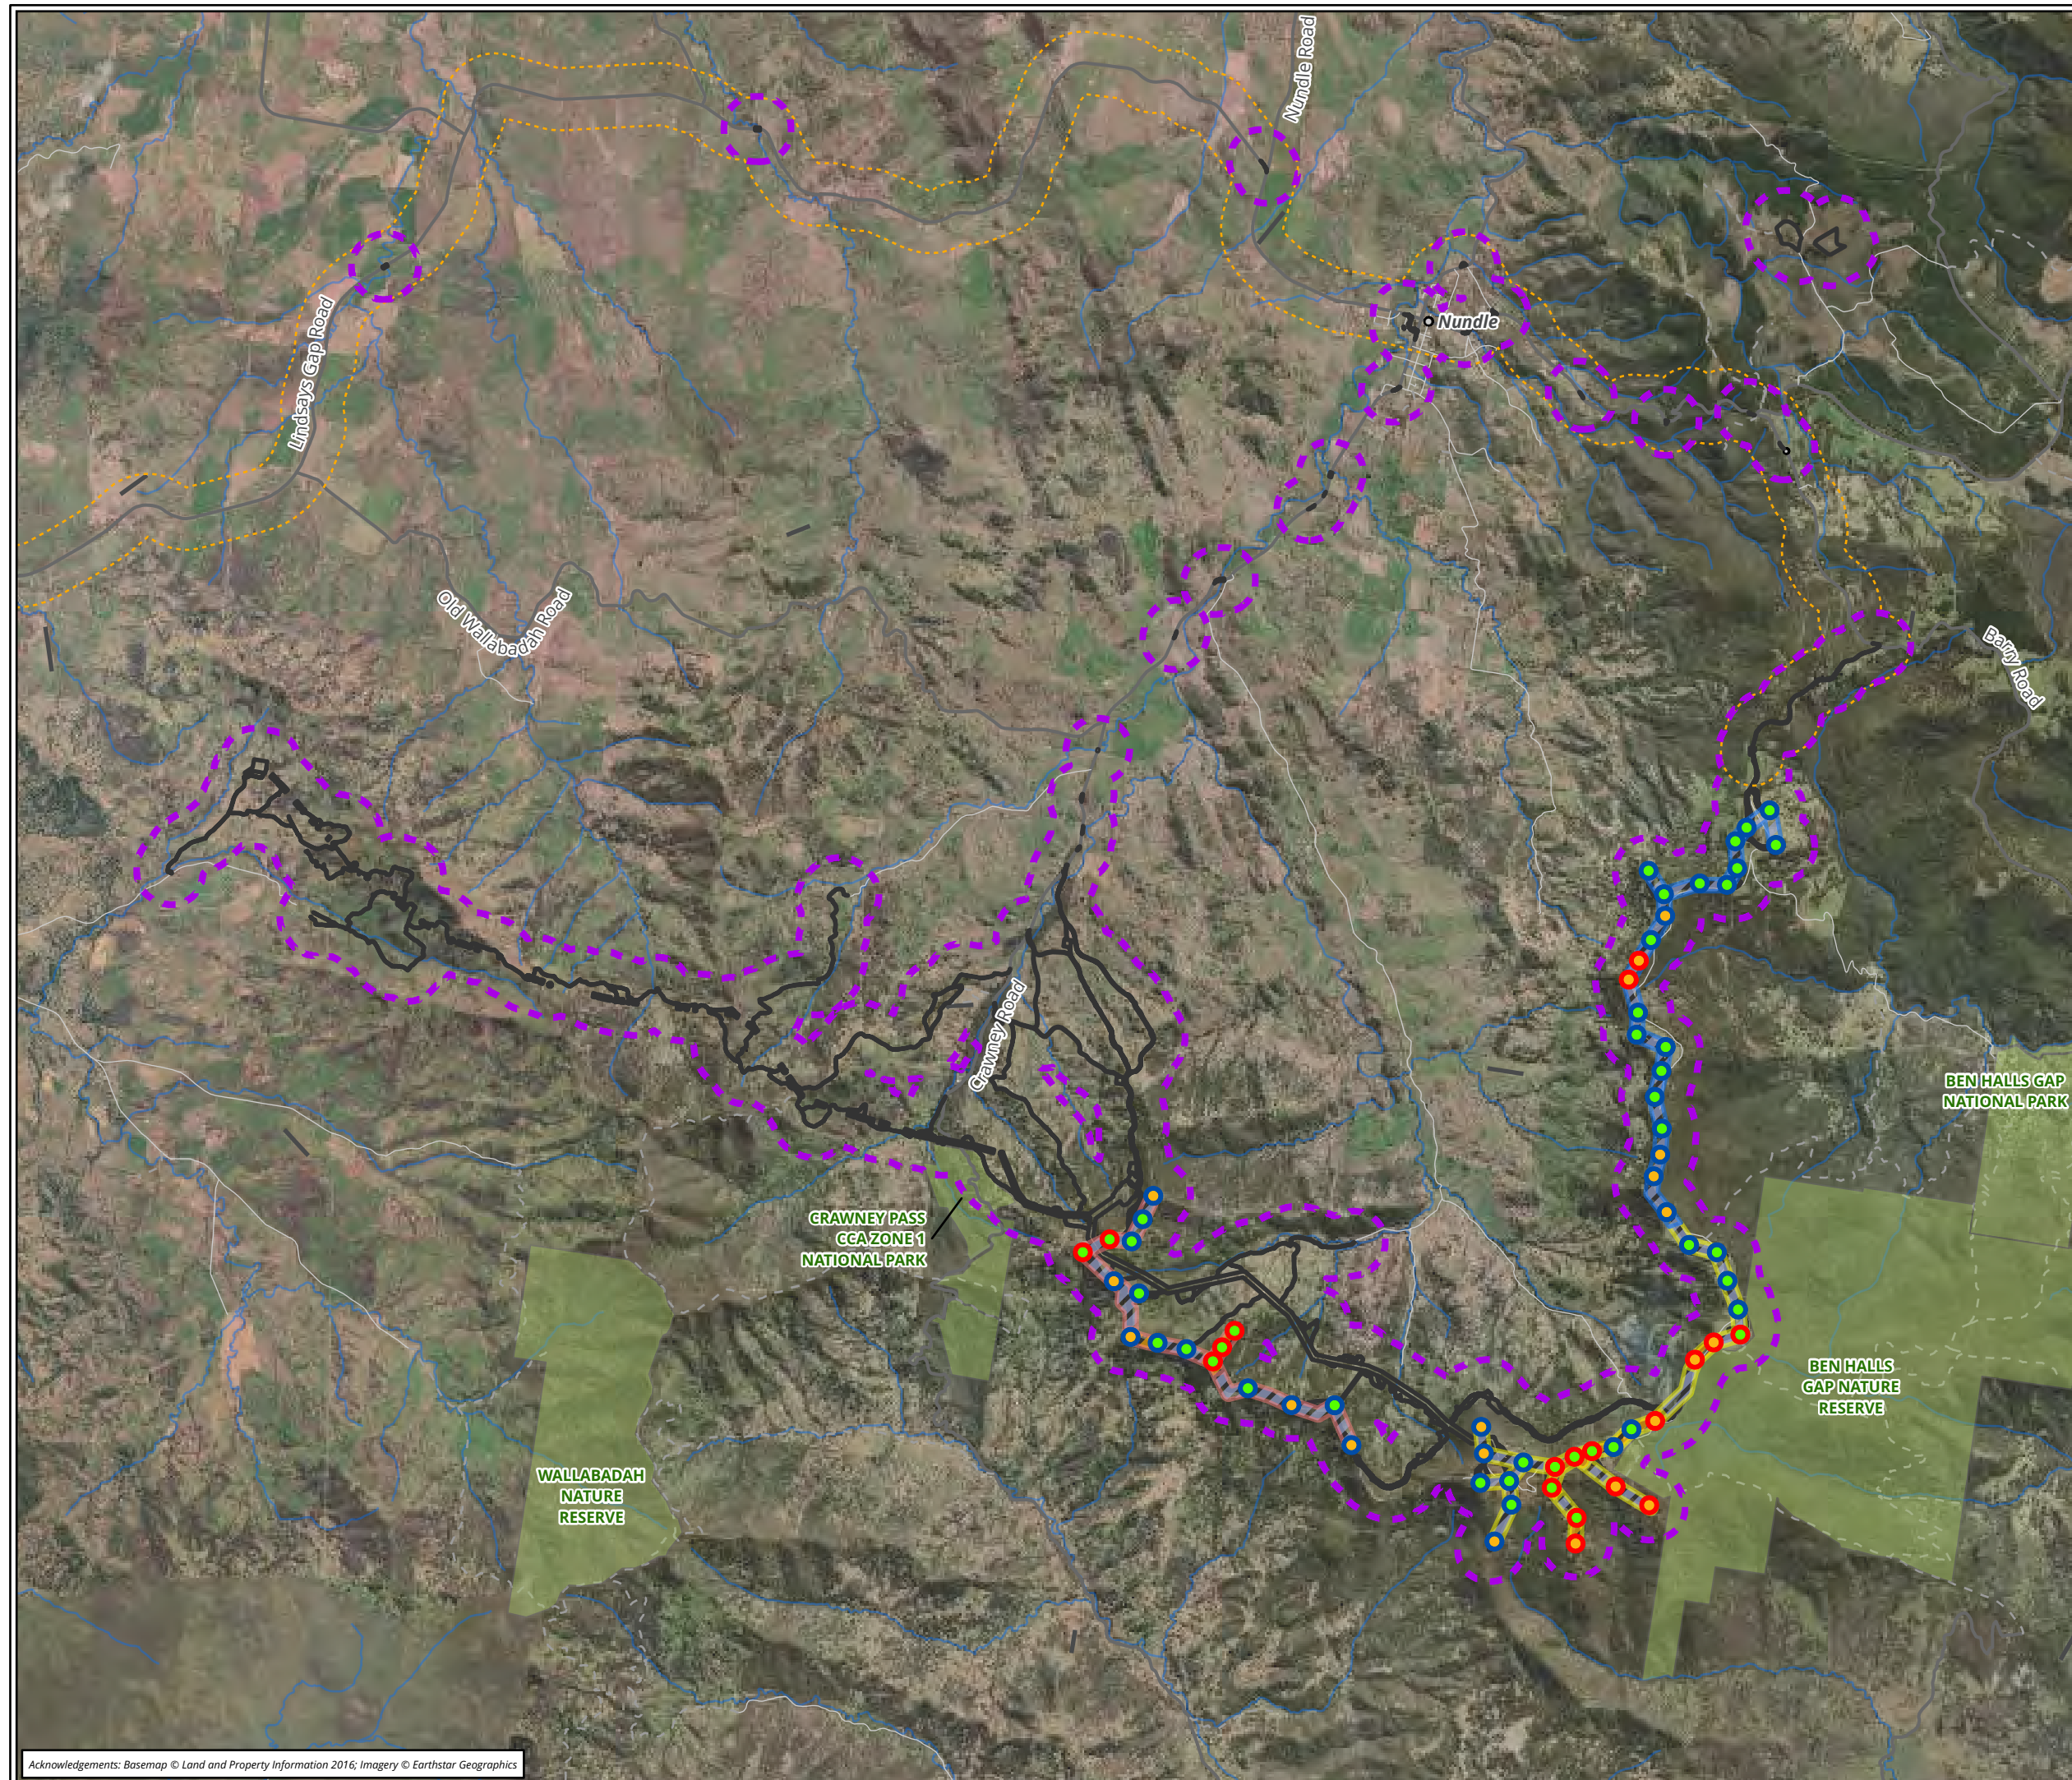 Nundle Road
Nundle
Lindsays Gap Road
Old Wallabadah Road
Barry Road
Crawney Road
BEN HALLS GAP
NATIONAL PARK
CRAWNEY PASS
CCA ZONE 1
NATIONAL PARK
BEN HALLS
GAP NATURE
RESERVE
WALLABADAH
NATURE
RESERVE
Acknowledgements: Basemap © Land and Property Information 2016; Imagery © Earthstar Geographics